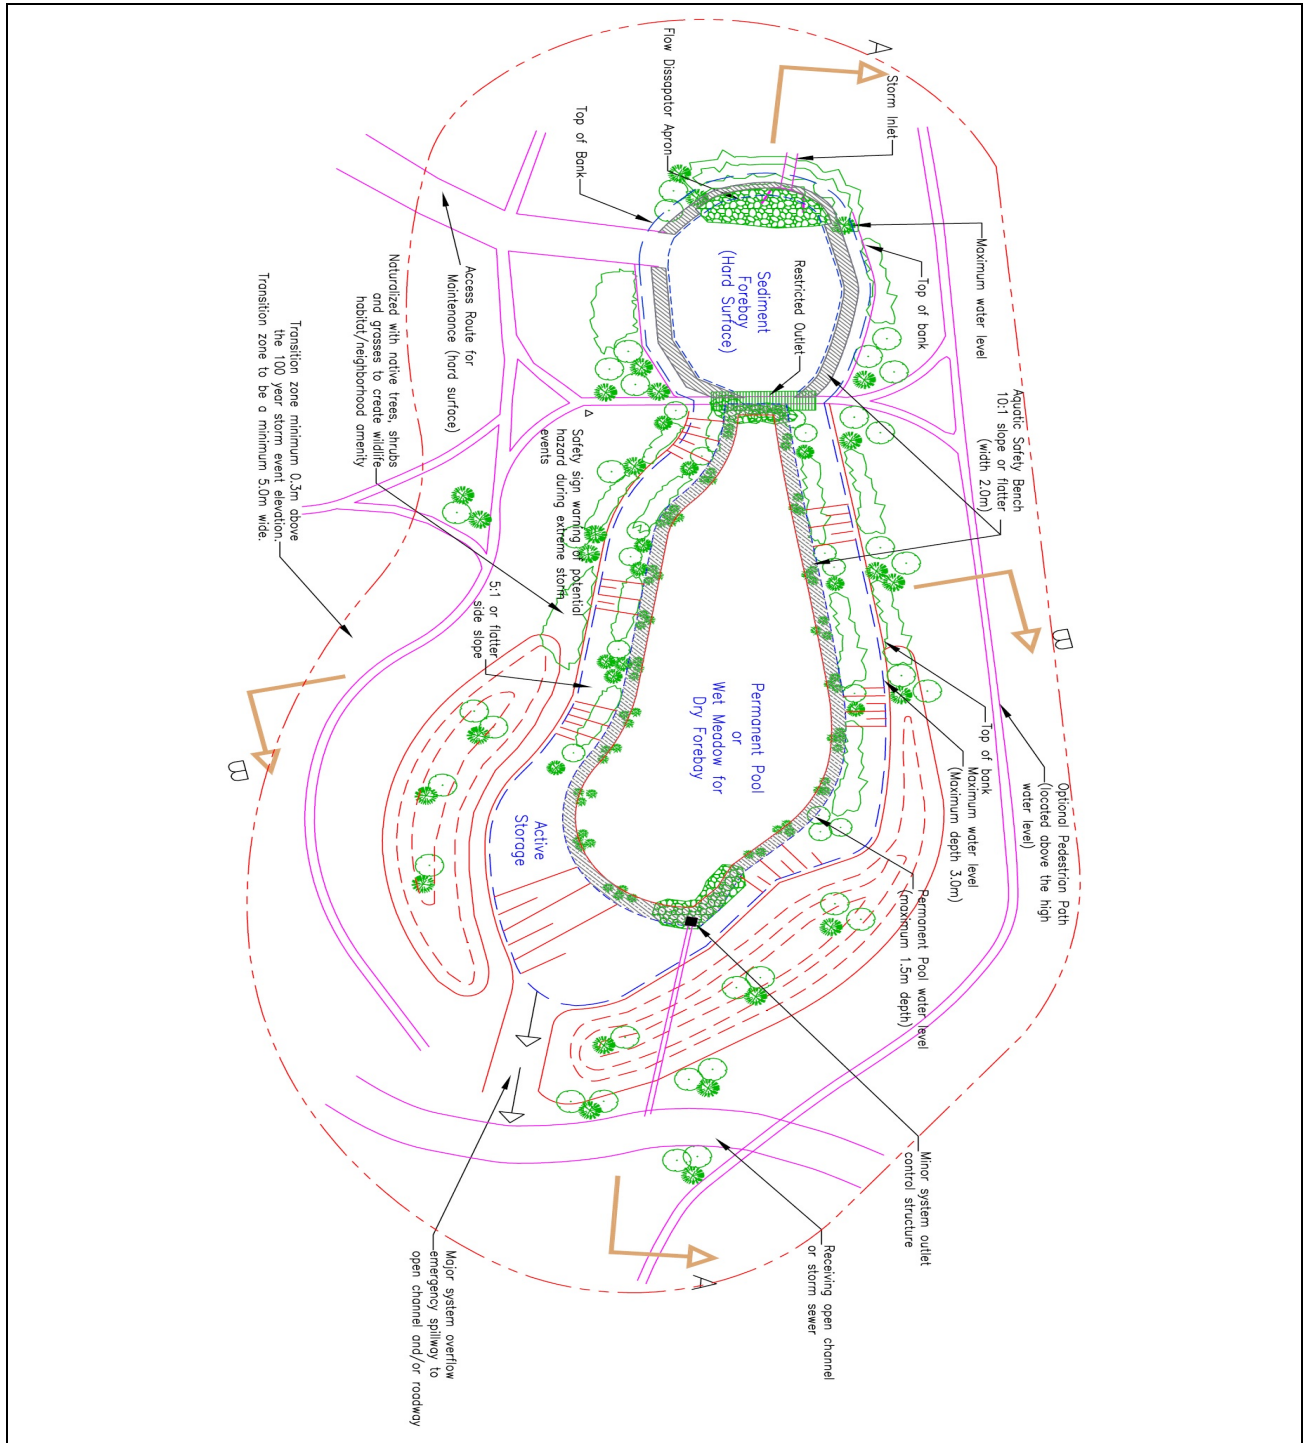 A
Storm Inlet
Flow Dissapator Apron
Top of Bank
Maximum water level
Top of bank
Restricted Outlet
Sediment
Forebay
(Hard Surface)
Aquatic Safety Bench
10:1 slope or flatter
(width 2.0m)
Access Route for
Maintenance (hard surface)
Naturalized with native trees, shrubs
and grasses to create wildlife
habitat/neighborhood amenity
Transition zone minimum 0.3m above
the 100 year storm event elevation.
Transition zone to be a minimum 5.0m wide.
Safety sign warning of potential
hazard during extreme storm
events
5:1 or flatter
side slope
B
B
Permanent Pool
or
Wet Meadow for
Dry Forebay
Top of bank
Maximum water level
(Maximum depth 3.0m)
Optional Pedestrian Path
(located above the high
water level)
Active
Storage
Permanent Pool water level
(maximum 1.5m depth)
Minor system outlet
control structure
Receiving open channel
or storm sewer
Major system overflow
emergency spillway to
open channel and/or roadway
A